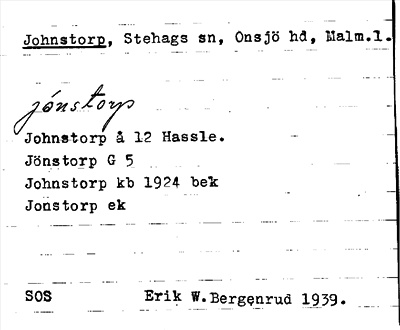 Johnstorp, Stehags sn, Onsjö hd, Malm.l.
jónstorp
Johnstorp å 12 Hassle.
Jönstorp G 5
Johnstorp kb 1924 bek
Jonstorp ek
SOS Erik W.Bergenrud 1939.